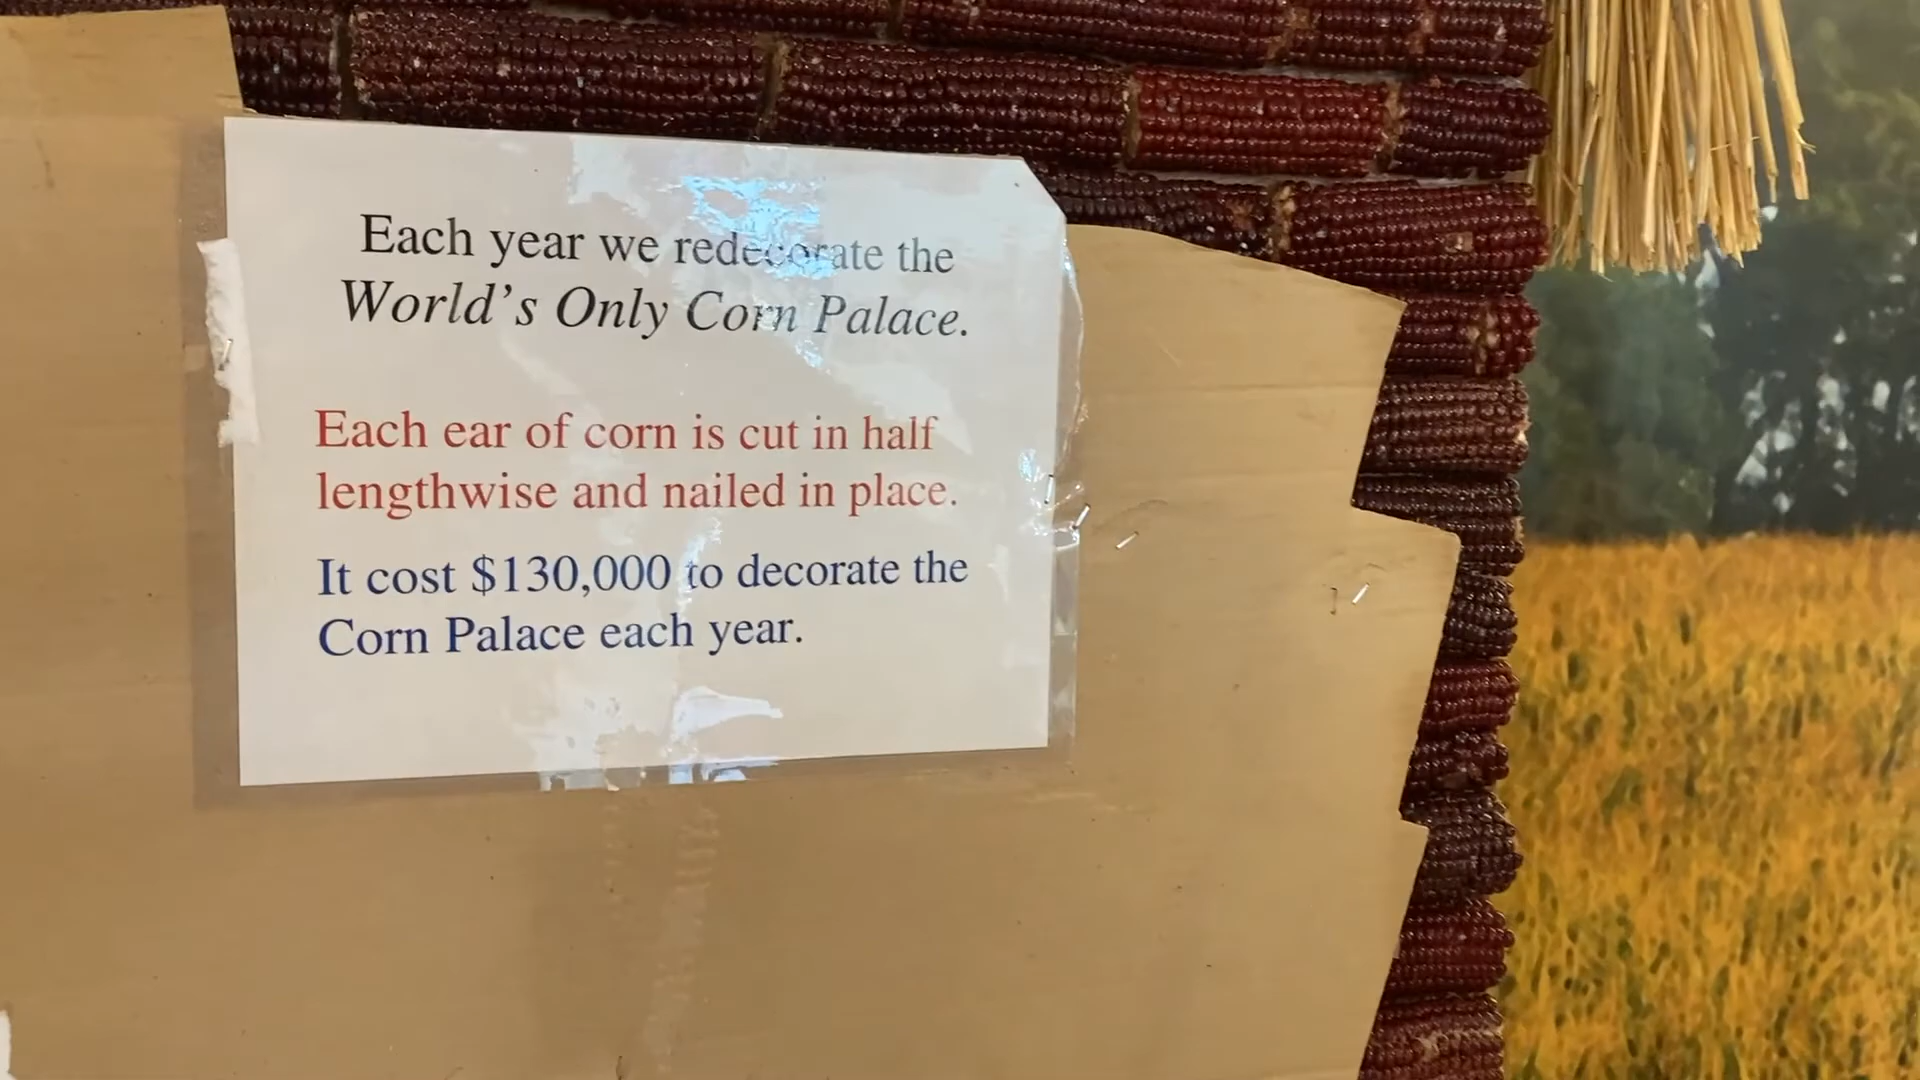 Each year we redecorate the
World's Only Corn Palace.
Each ear of corn is cut in half
lengthwise and nailed in place.
It cost $130,000 to decorate the
Corn Palace each year.